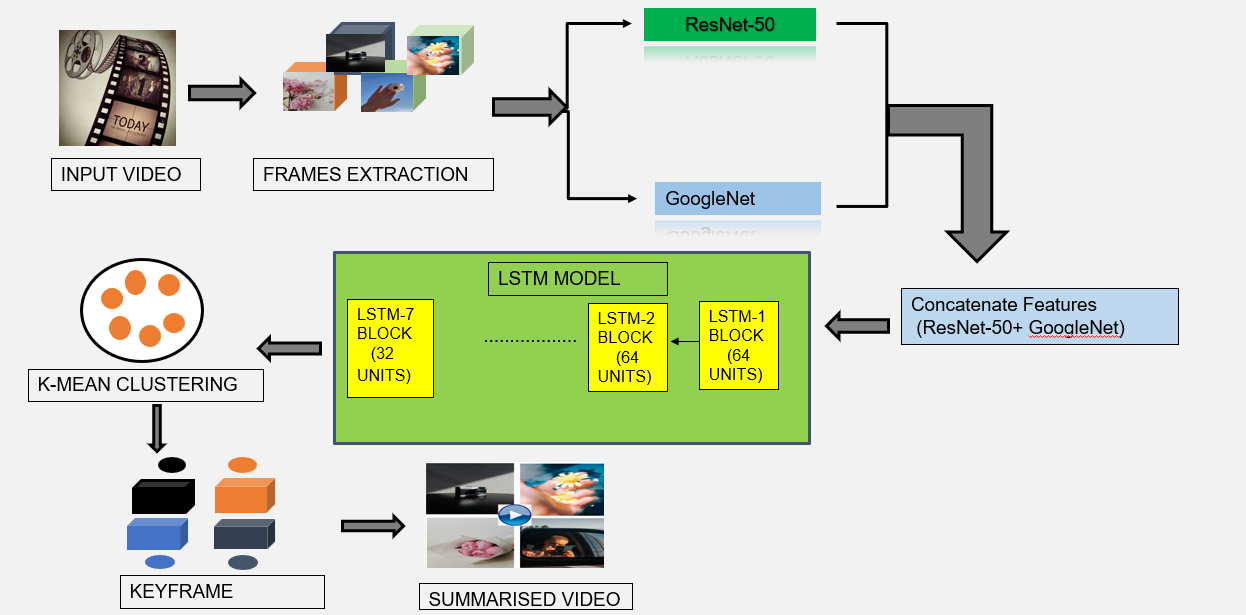 TODAY
INPUT VIDEO
FRAMES EXTRACTION
ResNet-50
GoogleNet
Concatenate Features
(ResNet-50+ GoogleNet)
LSTM MODEL
LSTM-1
BLOCK
(64
UNITS)
LSTM-2
BLOCK
(64
UNITS)
....................
LSTM-7
BLOCK
(32
UNITS)
K-MEAN CLUSTERING
KEYFRAME
SUMMARISED VIDEO